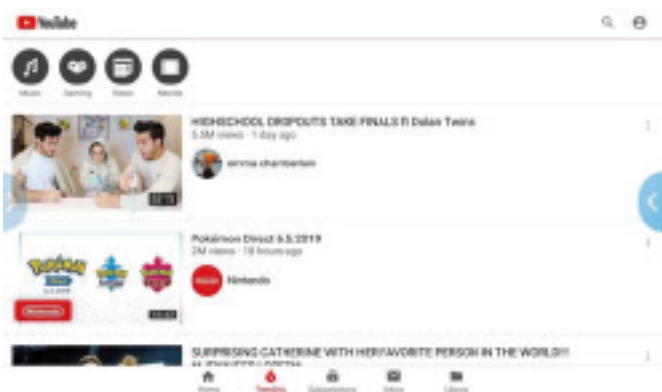 YouTube
Music Gaming News Movies
HIGHSCHOOL DROPOUTS TAKE FINALS ft Dolan Twins
5.5M views · 1 day ago
emma chamberlain
Pokémon Direct 6.5.2019
2M views · 18 hours ago
Nintendo
POKÉMON
Nintendo
SURPRISING CATHERINE WITH HER FAVORITE PERSON IN THE WORLD!!!
Home Trending Subscriptions Inbox Library